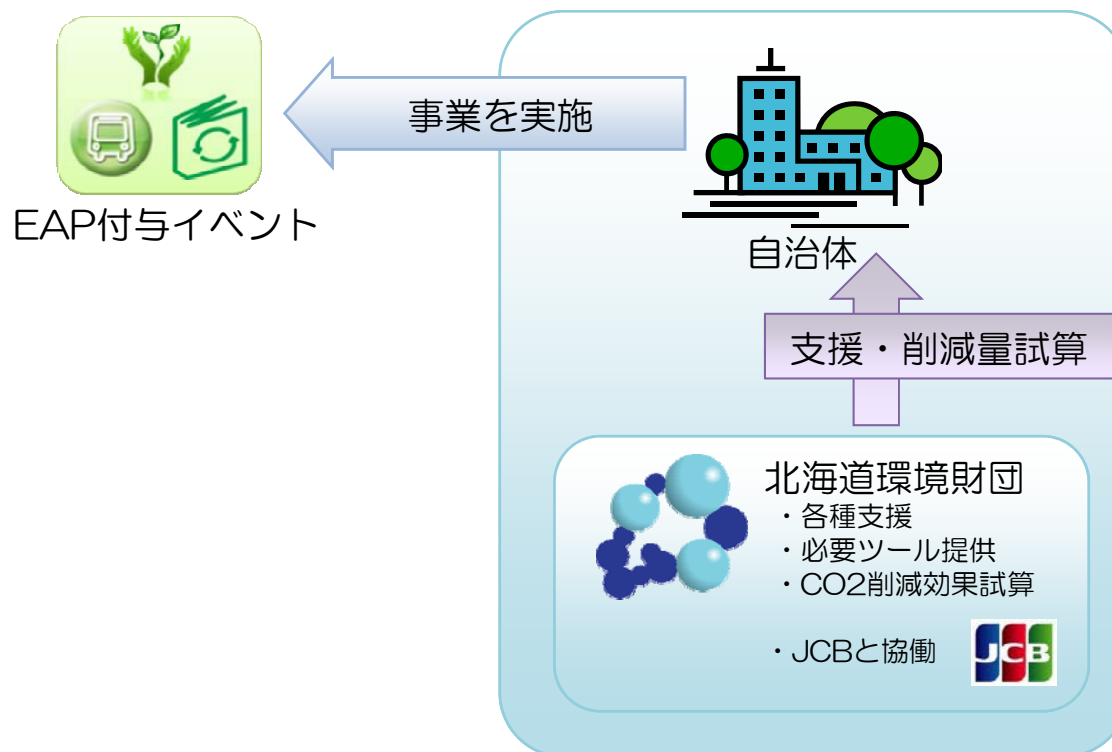 事業を実施
EAP付与イベント
自治体
支援・削減量試算
北海道環境財団
・各種支援
・必要ツール提供
・CO2削減効果試算
・JCBと協働
JCB